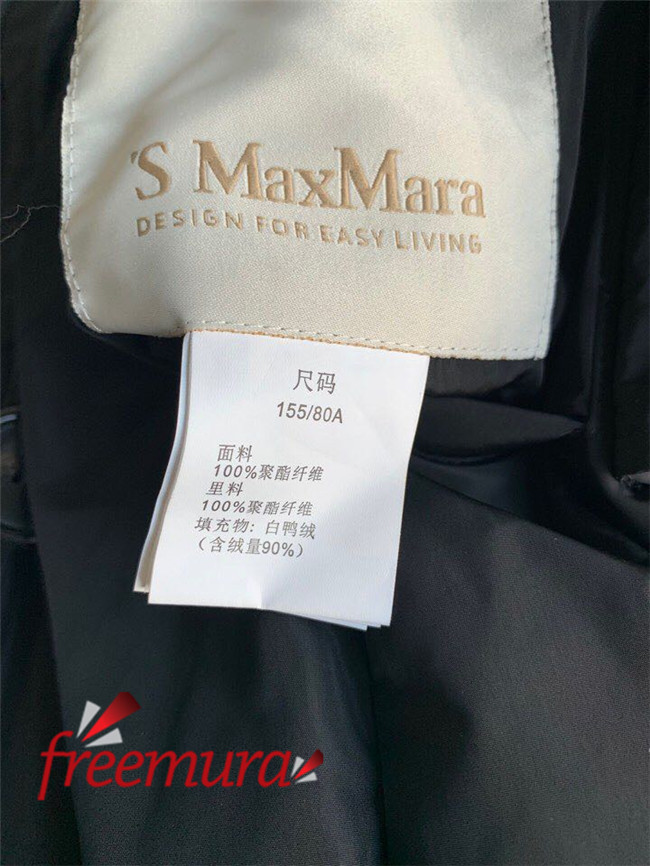 'S MaxMara
DESIGN FOR EASY LIVING
尺码
155/80A
面料
100%聚酯纤维
里料
100%聚酯纤维
填充物: 白鸭绒
（含绒量90%）
freemura